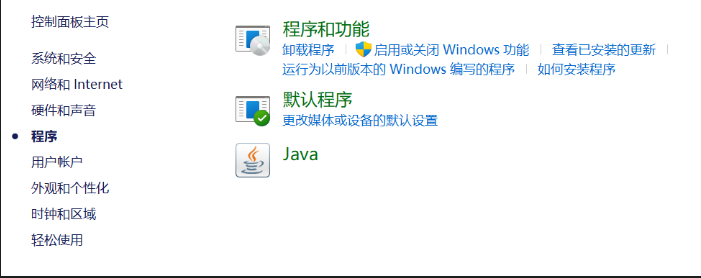 控制面板主页
系统和安全
网络和 Internet
硬件和声音
程序
用户帐户
外观和个性化
时钟和区域
轻松使用
程序和功能
卸载程序 启用或关闭 Windows 功能 查看已安装的更新
运行为以前版本的 Windows 编写的程序 如何安装程序
默认程序
更改媒体或设备的默认设置
Java